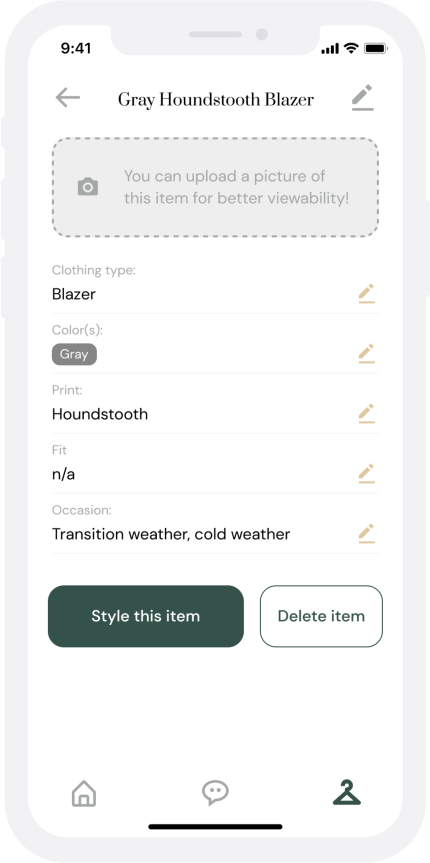 9:41
Gray Houndstooth Blazer
You can upload a picture of
this item for better viewability!
Clothing type:
Blazer
Color(s):
Gray
Print:
Houndstooth
Fit
n/a
Occasion:
Transition weather, cold weather
Style this item
Delete item